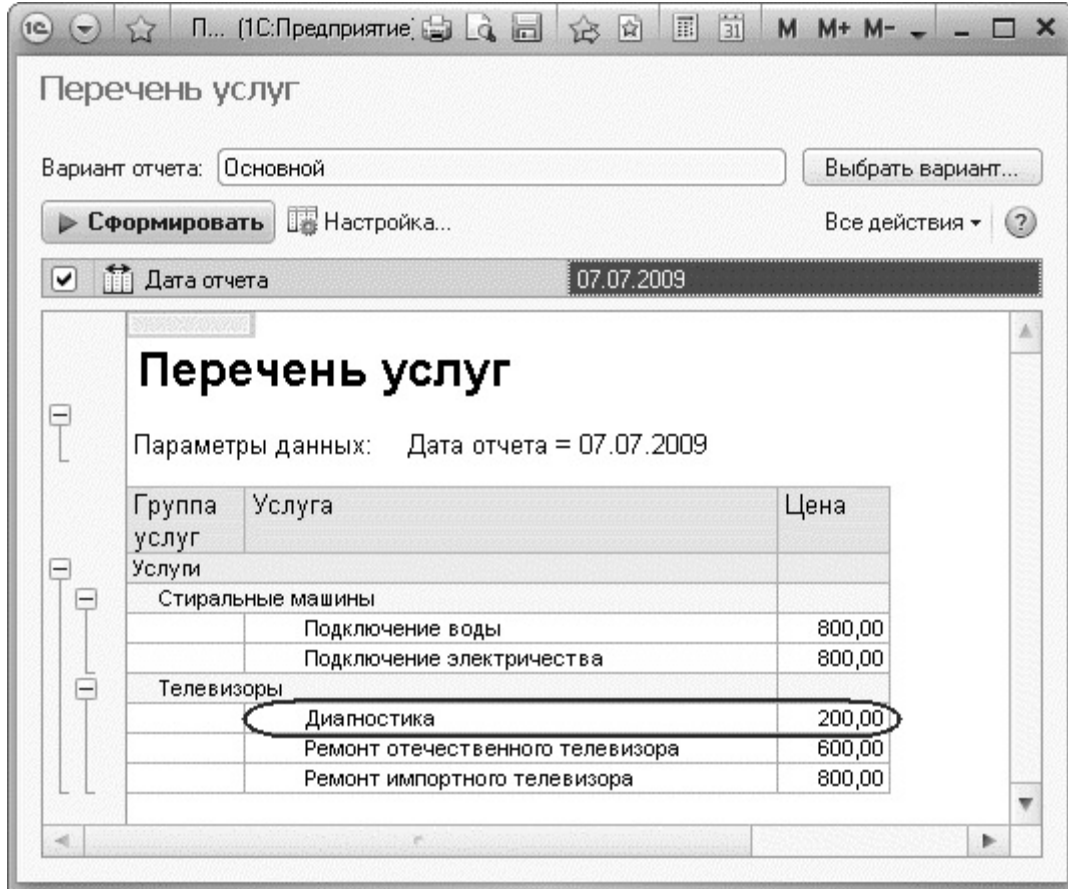 1С П... (1С:Предприятие) 31 M M+ M-
Перечень услуг
Вариант отчета: Основной Выбрать вариант...
Сформировать Настройка... Все действия ?
Дата отчета 07.07.2009
Перечень услуг
Параметры данных: Дата отчета = 07.07.2009
Группа Услуга Цена
услуг
Услуги
Стиральные машины
Подключение воды 800,00
Подключение электричества 800,00
Телевизоры
Диагностика 200,00
Ремонт отечественного телевизора 600,00
Ремонт импортного телевизора 800,00